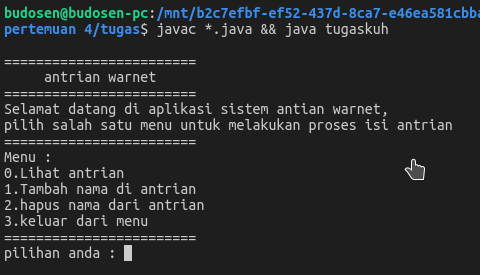 budosen@budosen-pc:/mnt/b2c7efbf-ef52-437d-8ca7-e46ea581cbba
pertemuan 4/tugas$ javac *.java && java tugaskuh
========================
antrian warnet
========================
Selamat datang di aplikasi sistem antian warnet,
pilih salah satu menu untuk melakukan proses isi antrian
========================
Menu :
0.Lihat antrian
1.Tambah nama di antrian
2.hapus nama dari antrian
3.keluar dari menu
========================
pilihan anda :